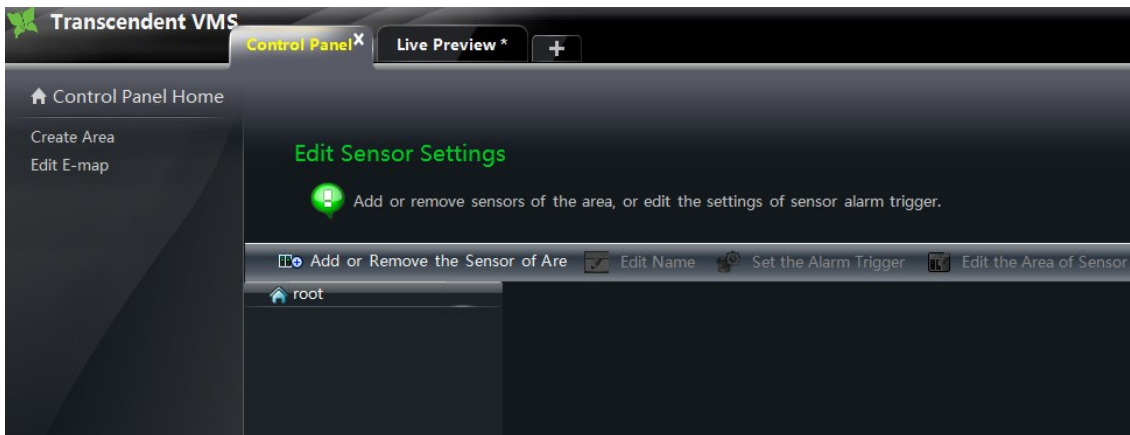 Transcendent VMS
Control Panel X Live Preview * +
Control Panel Home
Create Area
Edit E-map
Edit Sensor Settings
Add or remove sensors of the area, or edit the settings of sensor alarm trigger.
Add or Remove the Sensor of Are Edit Name Set the Alarm Trigger Edit the Area of Sensor
root